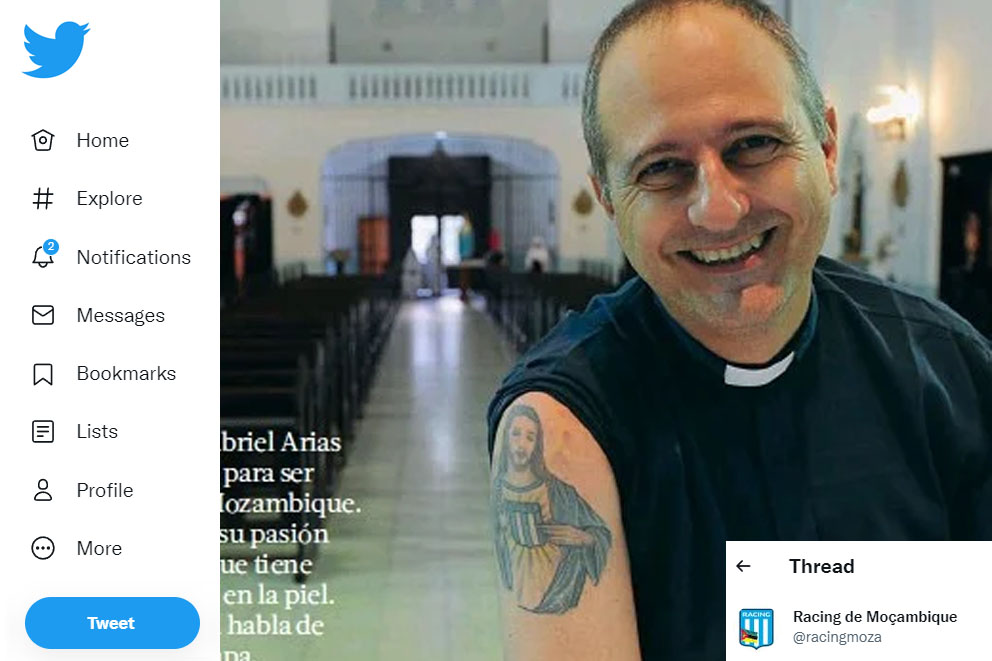 Home
Explore
2
Notifications
Messages
Bookmarks
Lists
Profile
More
Tweet
briel Arias
para ser
ozambique.
su pasión
ue tiene
en la piel.
habla de
Thread
RACING
Racing de Moçambique
@racingmoza